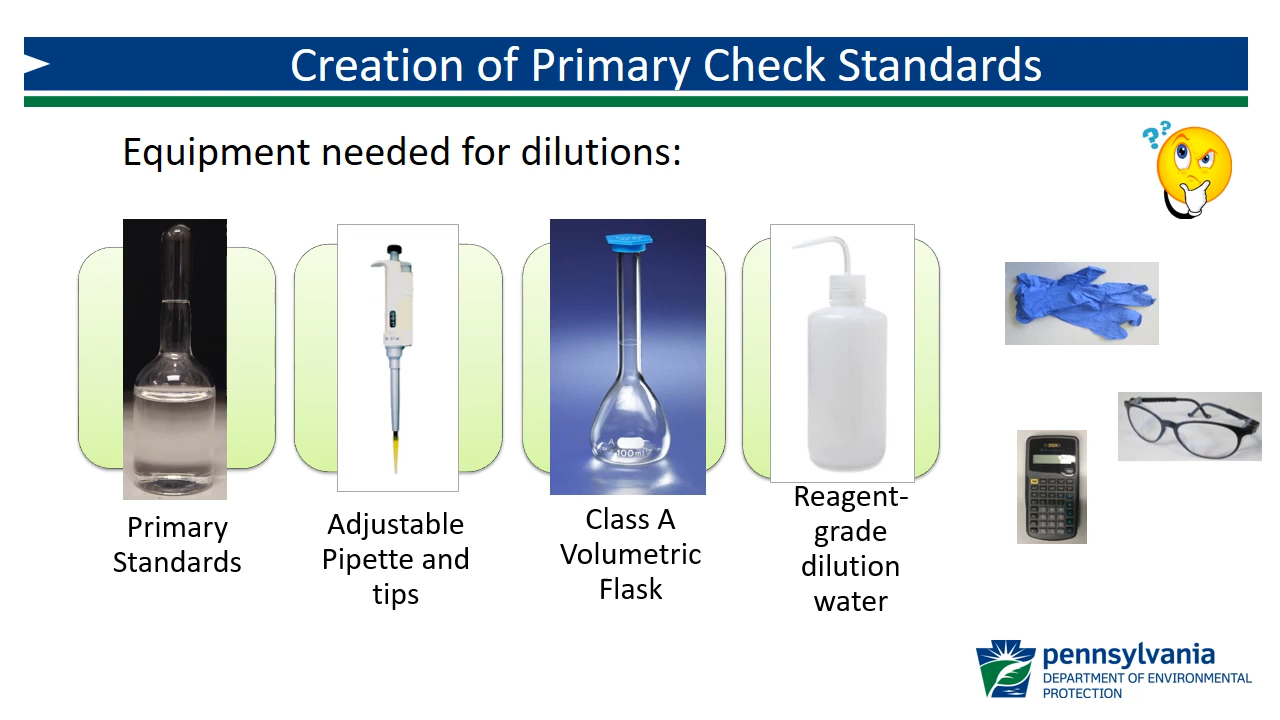 Creation of Primary Check Standards
Equipment needed for dilutions:
??
A
100ml
Primary
Standards
Adjustable
Pipette and
tips
Class A
Volumetric
Flask
Reagent-
grade
dilution
water
pennsylvania
DEPARTMENT OF ENVIRONMENTAL
PROTECTION